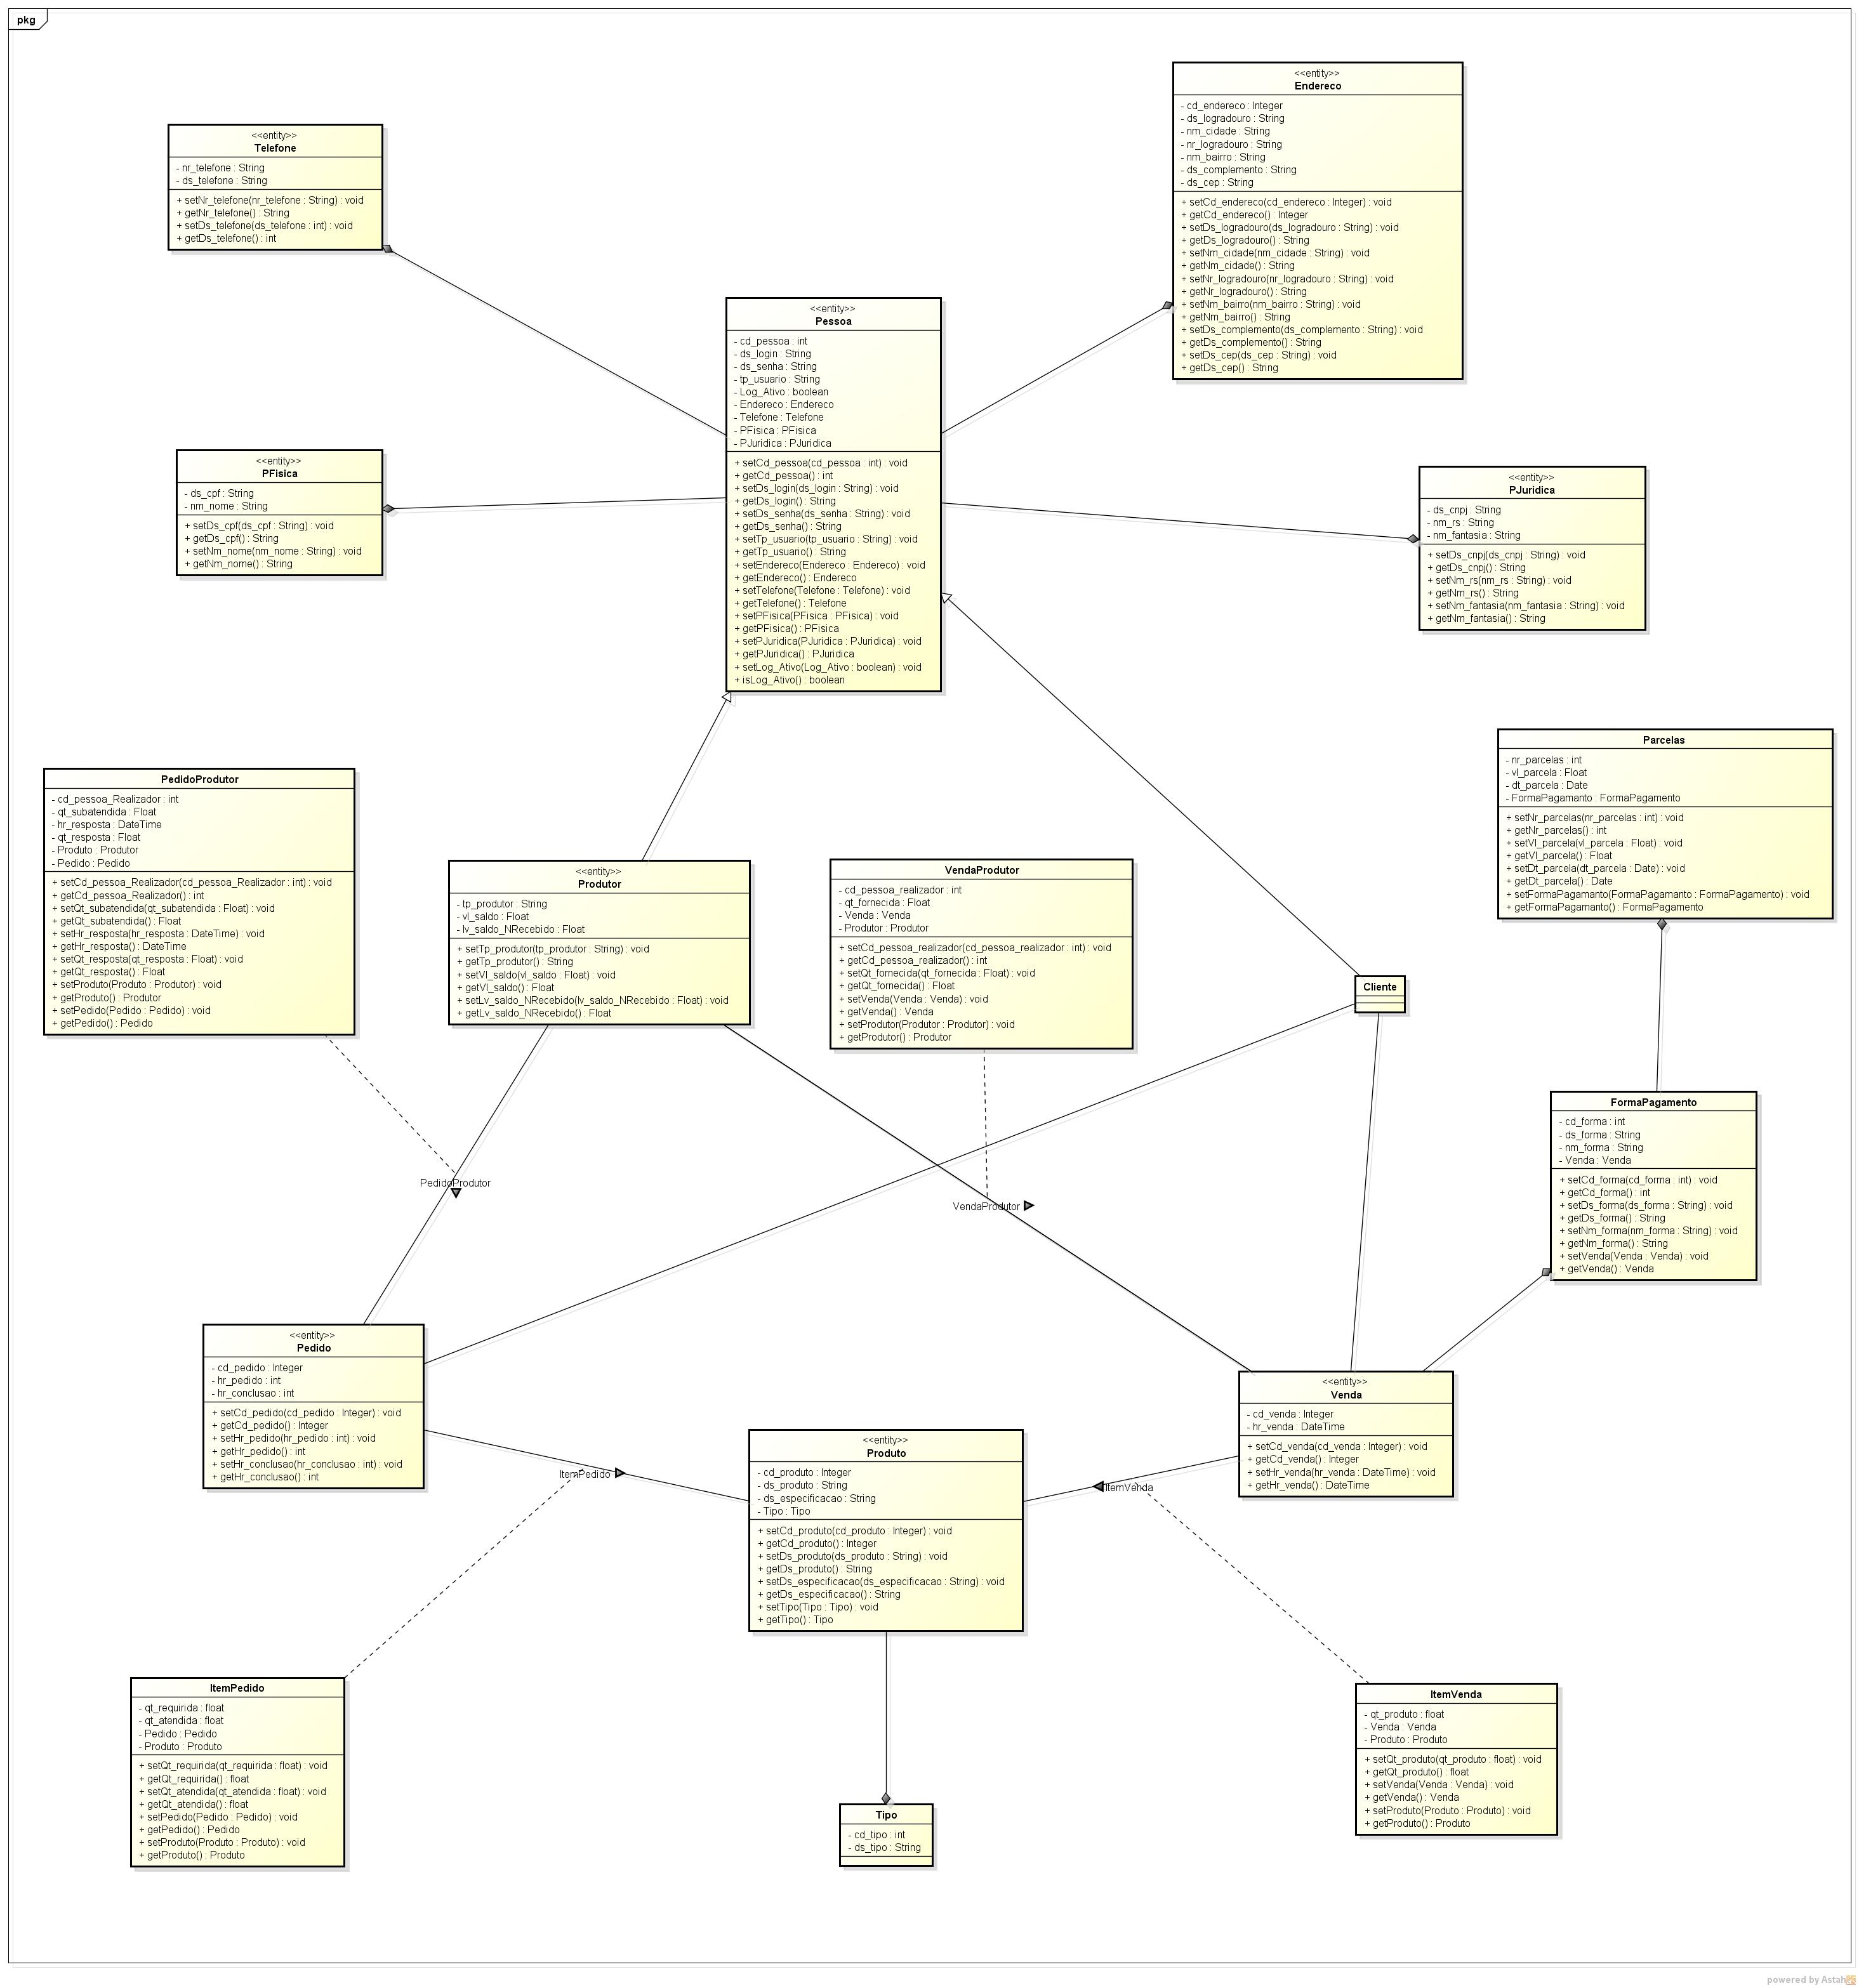 pkg
<<entity>>
Endereco
- cd_endereco : Integer
- ds_logradouro : String
- nm_cidade : String
- nr_logradouro : String
- nm_bairro : String
- ds_complemento : String
- ds_cep : String
+ setCd_endereco(cd_endereco : Integer) : void
+ getCd_endereco() : Integer
+ setDs_logradouro(ds_logradouro : String) : void
+ getDs_logradouro() : String
+ setNm_cidade(nm_cidade : String) : void
+ getNm_cidade() : String
+ setNr_logradouro(nr_logradouro : String) : void
+ getNr_logradouro() : String
+ setNm_bairro(nm_bairro : String) : void
+ getNm_bairro() : String
+ setDs_complemento(ds_complemento : String) : void
+ getDs_complemento() : String
+ setDs_cep(ds_cep : String) : void
+ getDs_cep() : String
<<entity>>
Telefone
- nr_telefone : String
- ds_telefone : String
+ setNr_telefone(nr_telefone : String) : void
+ getNr_telefone() : String
+ setDs_telefone(ds_telefone : int) : void
+ getDs_telefone() : int
<<entity>>
Pessoa
- cd_pessoa : int
- ds_login : String
- ds_senha : String
- tp_usuario : String
- Log_Ativo : boolean
- Endereco : Endereco
- Telefone : Telefone
- PFisica : PFisica
- PJuridica : PJuridica
+ setCd_pessoa(cd_pessoa : int) : void
+ getCd_pessoa() : int
+ setDs_login(ds_login : String) : void
+ getDs_login() : String
+ setDs_senha(ds_senha : String) : void
+ getDs_senha() : String
+ setTp_usuario(tp_usuario : String) : void
+ getTp_usuario() : String
+ setEndereco(Endereco : Endereco) : void
+ getEndereco() : Endereco
+ setTelefone(Telefone : Telefone) : void
+ getTelefone() : Telefone
+ setPFisica(PFisica : PFisica) : void
+ getPFisica() : PFisica
+ setPJuridica(PJuridica : PJuridica) : void
+ getPJuridica() : PJuridica
+ setLog_Ativo(Log_Ativo : boolean) : void
+ isLog_Ativo() : boolean
<<entity>>
PFisica
- ds_cpf : String
- nm_nome : String
+ setDs_cpf(ds_cpf : String) : void
+ getDs_cpf() : String
+ setNm_nome(nm_nome : String) : void
+ getNm_nome() : String
<<entity>>
PJuridica
- ds_cnpj : String
- nm_rs : String
- nm_fantasia : String
+ setDs_cnpj(ds_cnpj : String) : void
+ getDs_cnpj() : String
+ setNm_rs(nm_rs : String) : void
+ getNm_rs() : String
+ setNm_fantasia(nm_fantasia : String) : void
+ getNm_fantasia() : String
Parcelas
- nr_parcelas : int
- vl_parcela : Float
- dt_parcela : Date
- FormaPagamanto : FormaPagamento
+ setNr_parcelas(nr_parcelas : int) : void
+ getNr_parcelas() : int
+ setVl_parcela(vl_parcela : Float) : void
+ getVl_parcela() : Float
+ setDt_parcela(dt_parcela : Date) : void
+ getDt_parcela() : Date
+ setFormaPagamanto(FormaPagamanto : FormaPagamento) : void
+ getFormaPagamanto() : FormaPagamento
PedidoProdutor
- cd_pessoa_Realizador : int
- qt_subatendida : Float
- hr_resposta : DateTime
- qt_resposta : Float
- Produto : Produtor
- Pedido : Pedido
+ setCd_pessoa_Realizador(cd_pessoa_Realizador : int) : void
+ getCd_pessoa_Realizador() : int
+ setQt_subatendida(qt_subatendida : Float) : void
+ getQt_subatendida() : Float
+ setHr_resposta(hr_resposta : DateTime) : void
+ getHr_resposta() : DateTime
+ setQt_resposta(qt_resposta : Float) : void
+ getQt_resposta() : Float
+ setProduto(Produto : Produtor) : void
+ getProduto() : Produtor
+ setPedido(Pedido : Pedido) : void
+ getPedido() : Pedido
<<entity>>
Produtor
- tp_produtor : String
- vl_saldo : Float
- lv_saldo_NRecebido : Float
+ setTp_produtor(tp_produtor : String) : void
+ getTp_produtor() : String
+ setVl_saldo(vl_saldo : Float) : void
+ getVl_saldo() : Float
+ setLv_saldo_NRecebido(lv_saldo_NRecebido : Float) : void
+ getLv_saldo_NRecebido() : Float
VendaProdutor
- cd_pessoa_realizador : int
- qt_fornecida : Float
- Venda : Venda
- Produtor : Produtor
+ setCd_pessoa_realizador(cd_pessoa_realizador : int) : void
+ getCd_pessoa_realizador() : int
+ setQt_fornecida(qt_fornecida : Float) : void
+ getQt_fornecida() : Float
+ setVenda(Venda : Venda) : void
+ getVenda() : Venda
+ setProdutor(Produtor : Produtor) : void
+ getProdutor() : Produtor
Cliente
FormaPagamento
- cd_forma : int
- ds_forma : String
- nm_forma : String
- Venda : Venda
+ setCd_forma(cd_forma : int) : void
+ getCd_forma() : int
+ setDs_forma(ds_forma : String) : void
+ getDs_forma() : String
+ setNm_forma(nm_forma : String) : void
+ getNm_forma() : String
+ setVenda(Venda : Venda) : void
+ getVenda() : Venda
PedidoProdutor
VendaProdutor
<<entity>>
Pedido
- cd_pedido : Integer
- hr_pedido : int
- hr_conclusao : int
+ setCd_pedido(cd_pedido : Integer) : void
+ getCd_pedido() : Integer
+ setHr_pedido(hr_pedido : int) : void
+ getHr_pedido() : int
+ setHr_conclusao(hr_conclusao : int) : void
+ getHr_conclusao() : int
<<entity>>
Venda
- cd_venda : Integer
- hr_venda : DateTime
+ setCd_venda(cd_venda : Integer) : void
+ getCd_venda() : Integer
+ setHr_venda(hr_venda : DateTime) : void
+ getHr_venda() : DateTime
<<entity>>
Produto
- cd_produto : Integer
- ds_produto : String
- ds_especificacao : String
- Tipo : Tipo
+ setCd_produto(cd_produto : Integer) : void
+ getCd_produto() : Integer
+ setDs_produto(ds_produto : String) : void
+ getDs_produto() : String
+ setDs_especificacao(ds_especificacao : String) : void
+ getDs_especificacao() : String
+ setTipo(Tipo : Tipo) : void
+ getTipo() : Tipo
ItemPedido
ItemVenda
ItemPedido
- qt_requirida : float
- qt_atendida : float
- Pedido : Pedido
- Produto : Produto
+ setQt_requirida(qt_requirida : float) : void
+ getQt_requirida() : float
+ setQt_atendida(qt_atendida : float) : void
+ getQt_atendida() : float
+ setPedido(Pedido : Pedido) : void
+ getPedido() : Pedido
+ setProduto(Produto : Produto) : void
+ getProduto() : Produto
ItemVenda
- qt_produto : float
- Venda : Venda
- Produto : Produto
+ setQt_produto(qt_produto : float) : void
+ getQt_produto() : float
+ setVenda(Venda : Venda) : void
+ getVenda() : Venda
+ setProduto(Produto : Produto) : void
+ getProduto() : Produto
Tipo
- cd_tipo : int
- ds_tipo : String
powered by Astah